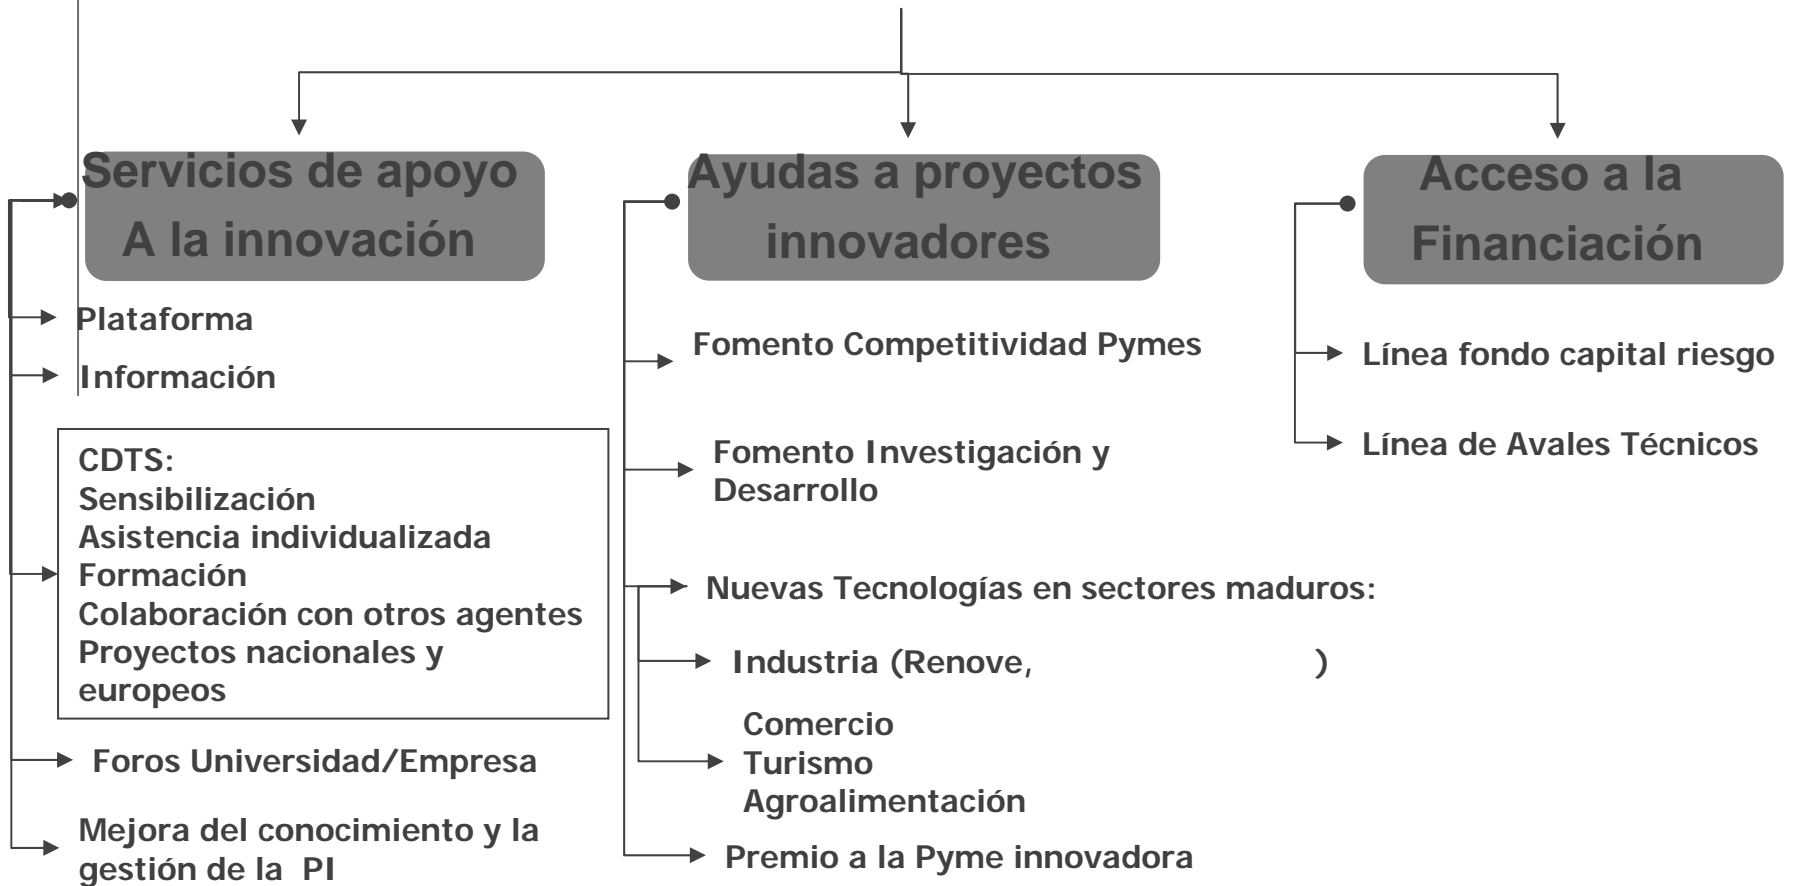 Servicios de apoyo
A la innovación
Plataforma
Información
CDTS:
Sensibilización
Asistencia individualizada
Formación
Colaboración con otros agentes
Proyectos nacionales y
europeos
Foros Universidad/Empresa
Mejora del conocimiento y la
gestión de la PI
Ayudas a proyectos
innovadores
Fomento Competitividad Pymes
Fomento Investigación y
Desarrollo
Nuevas Tecnologías en sectores maduros:
Industria (Renove, )
Comercio
Turismo
Agroalimentación
Premio a la Pyme innovadora
Acceso a la
Financiación
Línea fondo capital riesgo
Línea de Avales Técnicos